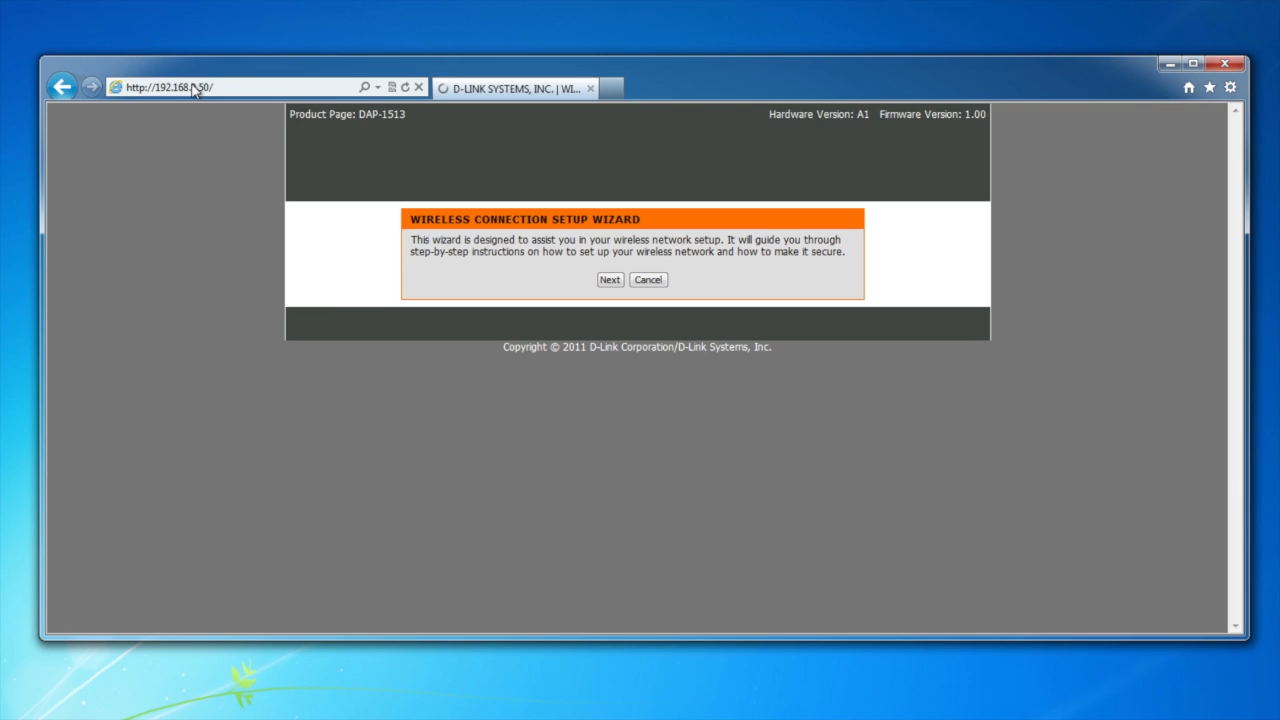 http://192.168. 50/
D-LINK SYSTEMS, INC. | WI...
Product Page: DAP-1513
Hardware Version: A1 Firmware Version: 1.00
WIRELESS CONNECTION SETUP WIZARD
This wizard is designed to assist you in your wireless network setup. It will guide you through
step-by-step instructions on how to set up your wireless network and how to make it secure.
Next Cancel
Copyright © 2011 D-Link Corporation/D-Link Systems, Inc.